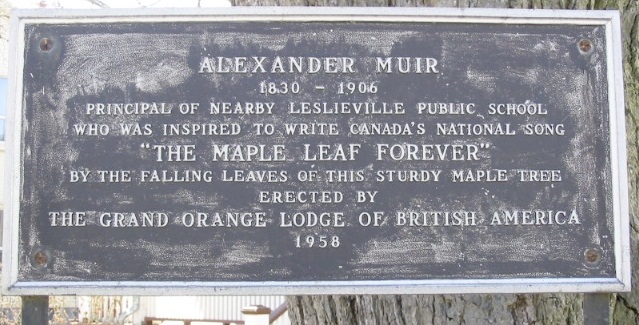 ALEXANDER MUIR
1830 - 1906
PRINCIPAL OF NEARBY LESLIEVILLE PUBLIC SCHOOL
WHO WAS INSPIRED TO WRITE CANADA'S NATIONAL SONG
"THE MAPLE LEAF FOREVER"
BY THE FALLING LEAVES OF THIS STURDY MAPLE TREE
ERECTED BY
THE GRAND ORANGE LODGE OF BRITISH AMERICA
1958